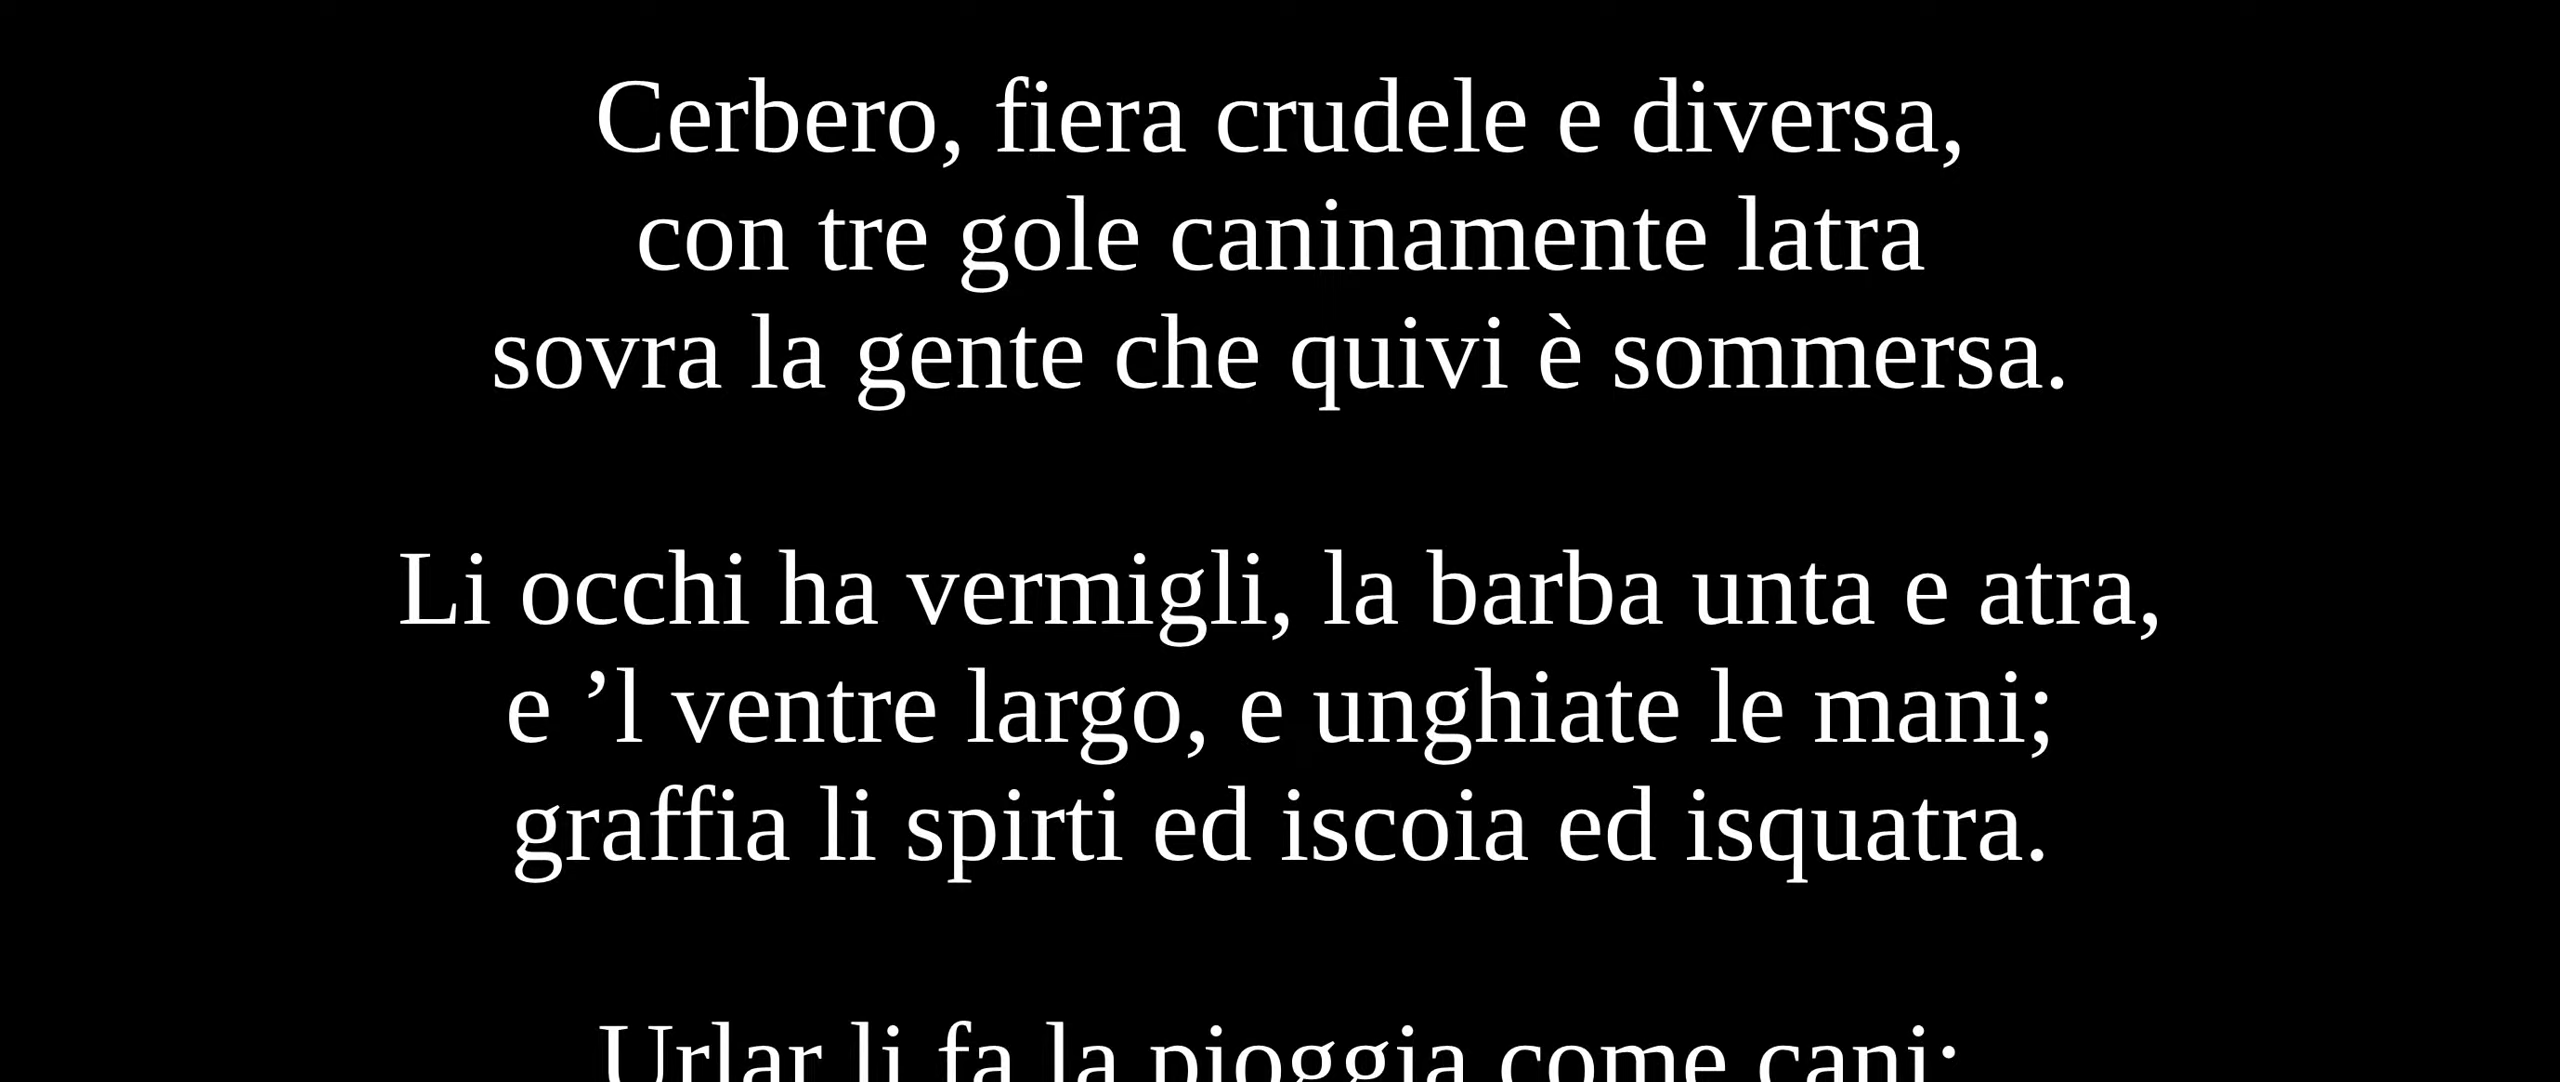 Cerbero, fiera crudele e diversa,
con tre gole caninamente latra
sovra la gente che quivi è sommersa.
Li occhi ha vermigli, la barba unta e atra,
e ’l ventre largo, e unghiate le mani;
graffia li spirti ed iscoia ed isquatra.
Urlar li fa la pioggia come cani;